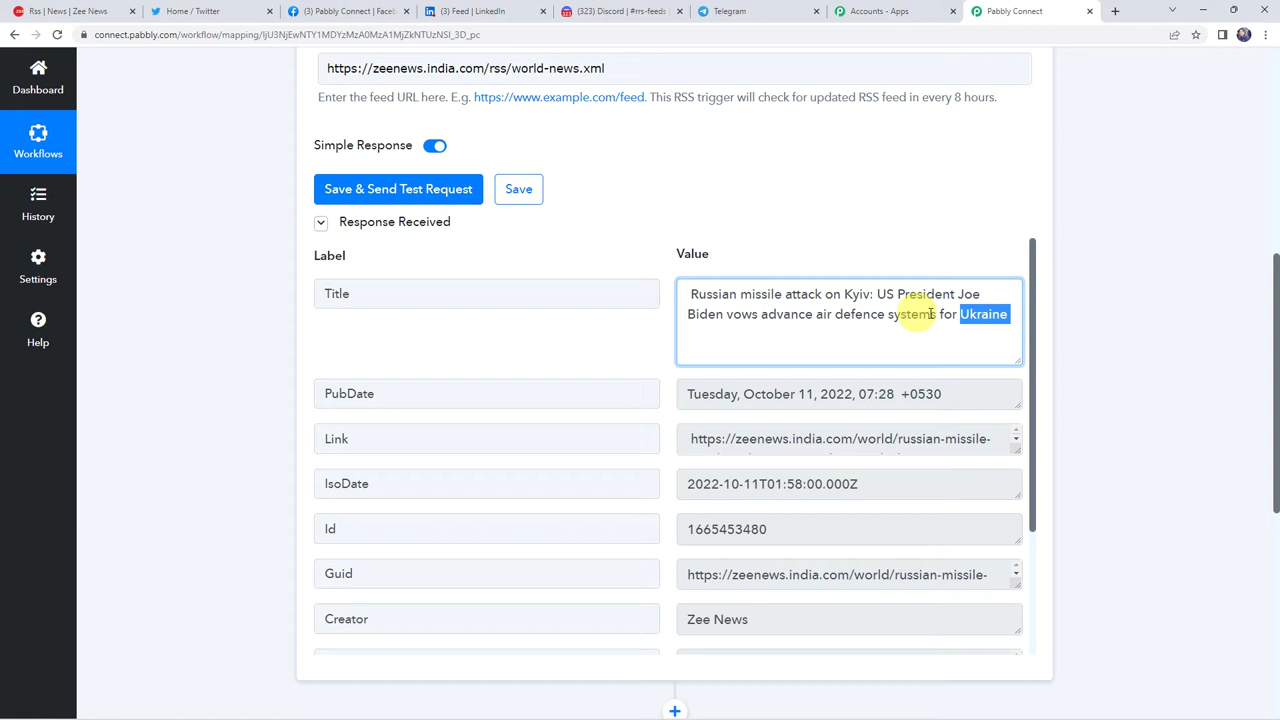 Rss | News | Zee News
Home / Twitter
(3) Pabbly Connect | Faceb
(3) Feed | LinkedIn
(323) Discord | #rrs-feeds
Telegram
Accounts - Apps
Pabbly Connect
connect.pabbly.com/workflow/mapping/IjU3NjEwNTY1MDYzMzA0MzA1MjZkNTUzNSI_3D_pc
Dashboard
Workflows
History
Settings
Help
https://zeenews.india.com/rss/world-news.xml
Enter the feed URL here. E.g. https://www.example.com/feed. This RSS trigger will check for updated RSS feed in every 8 hours.
Simple Response
Save & Send Test Request
Save
Response Received
Label
Value
Title
Russian missile attack on Kyiv: US President Joe
Biden vows advance air defence systems for Ukraine
PubDate
Tuesday, October 11, 2022, 07:28 +0530
Link
https://zeenews.india.com/world/russian-missile-
IsoDate
2022-10-11T01:58:00.000Z
Id
1665453480
Guid
https://zeenews.india.com/world/russian-missile-
Creator
Zee News